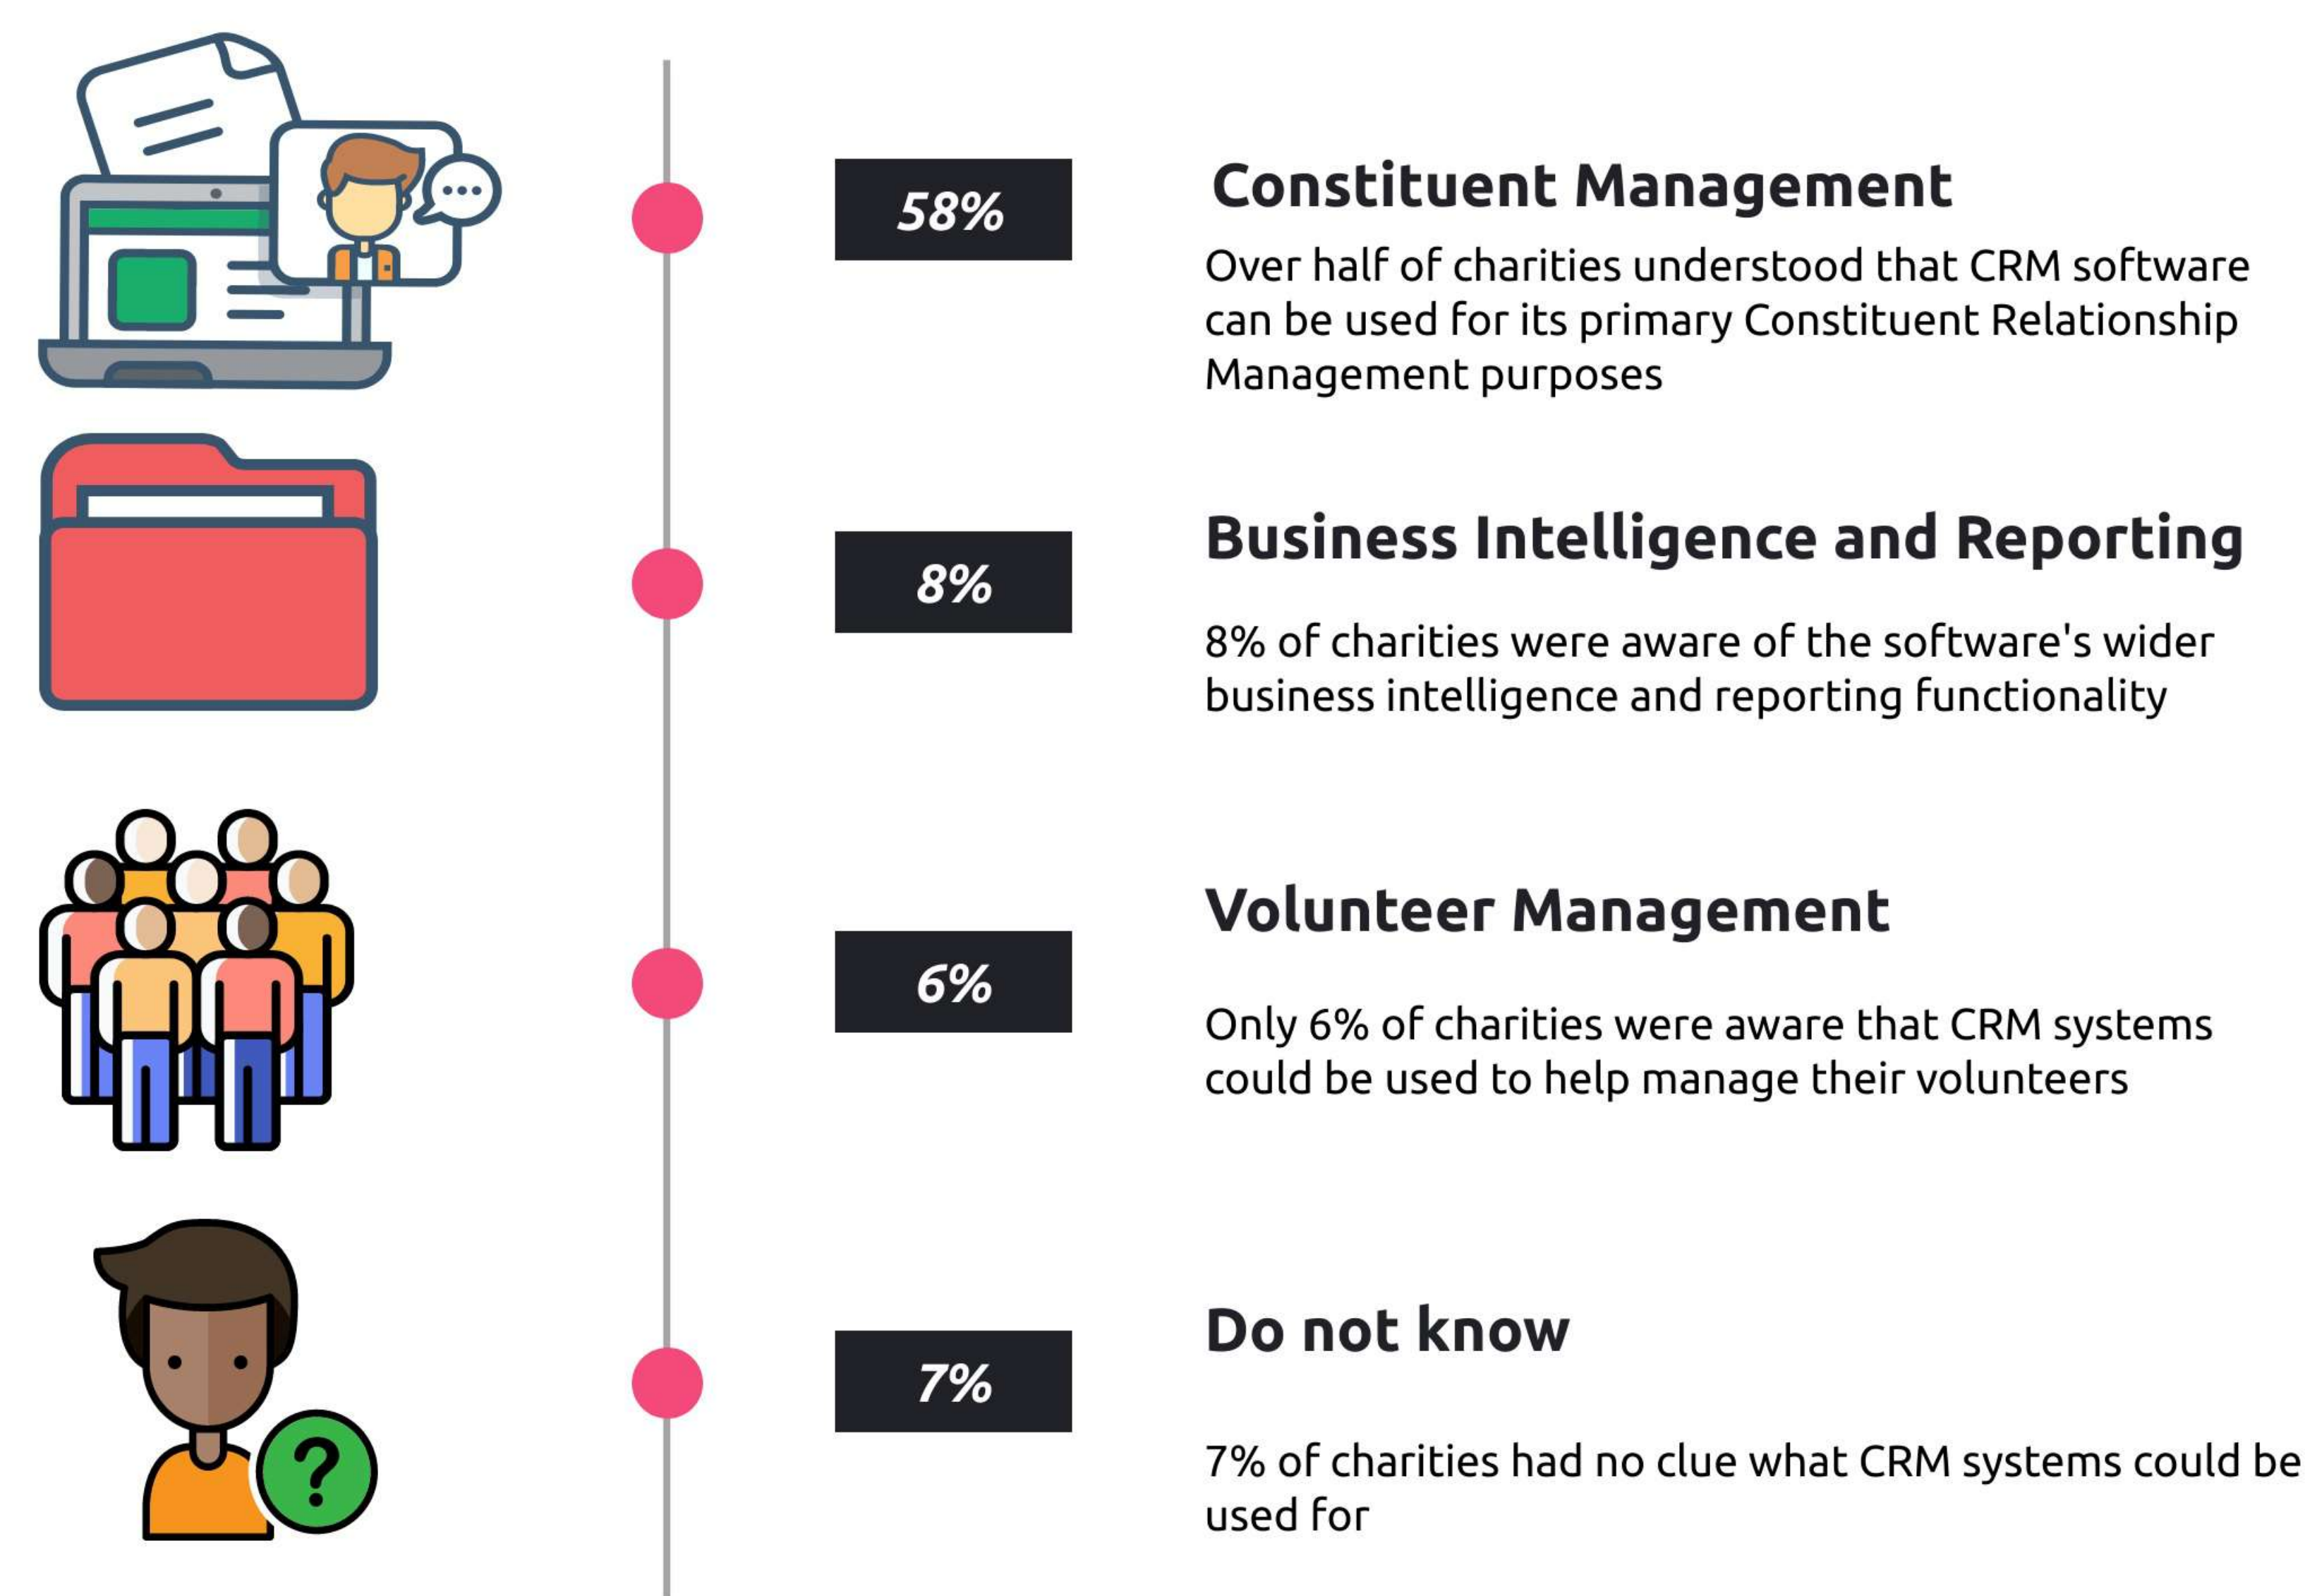 58%
Constituent Management
Over half of charities understood that CRM software
can be used for its primary Constituent Relationship
Management purposes
8%
Business Intelligence and Reporting
8% of charities were aware of the software's wider
business intelligence and reporting functionality
6%
Volunteer Management
Only 6% of charities were aware that CRM systems
could be used to help manage their volunteers
7%
Do not know
7% of charities had no clue what CRM systems could be
used for
?